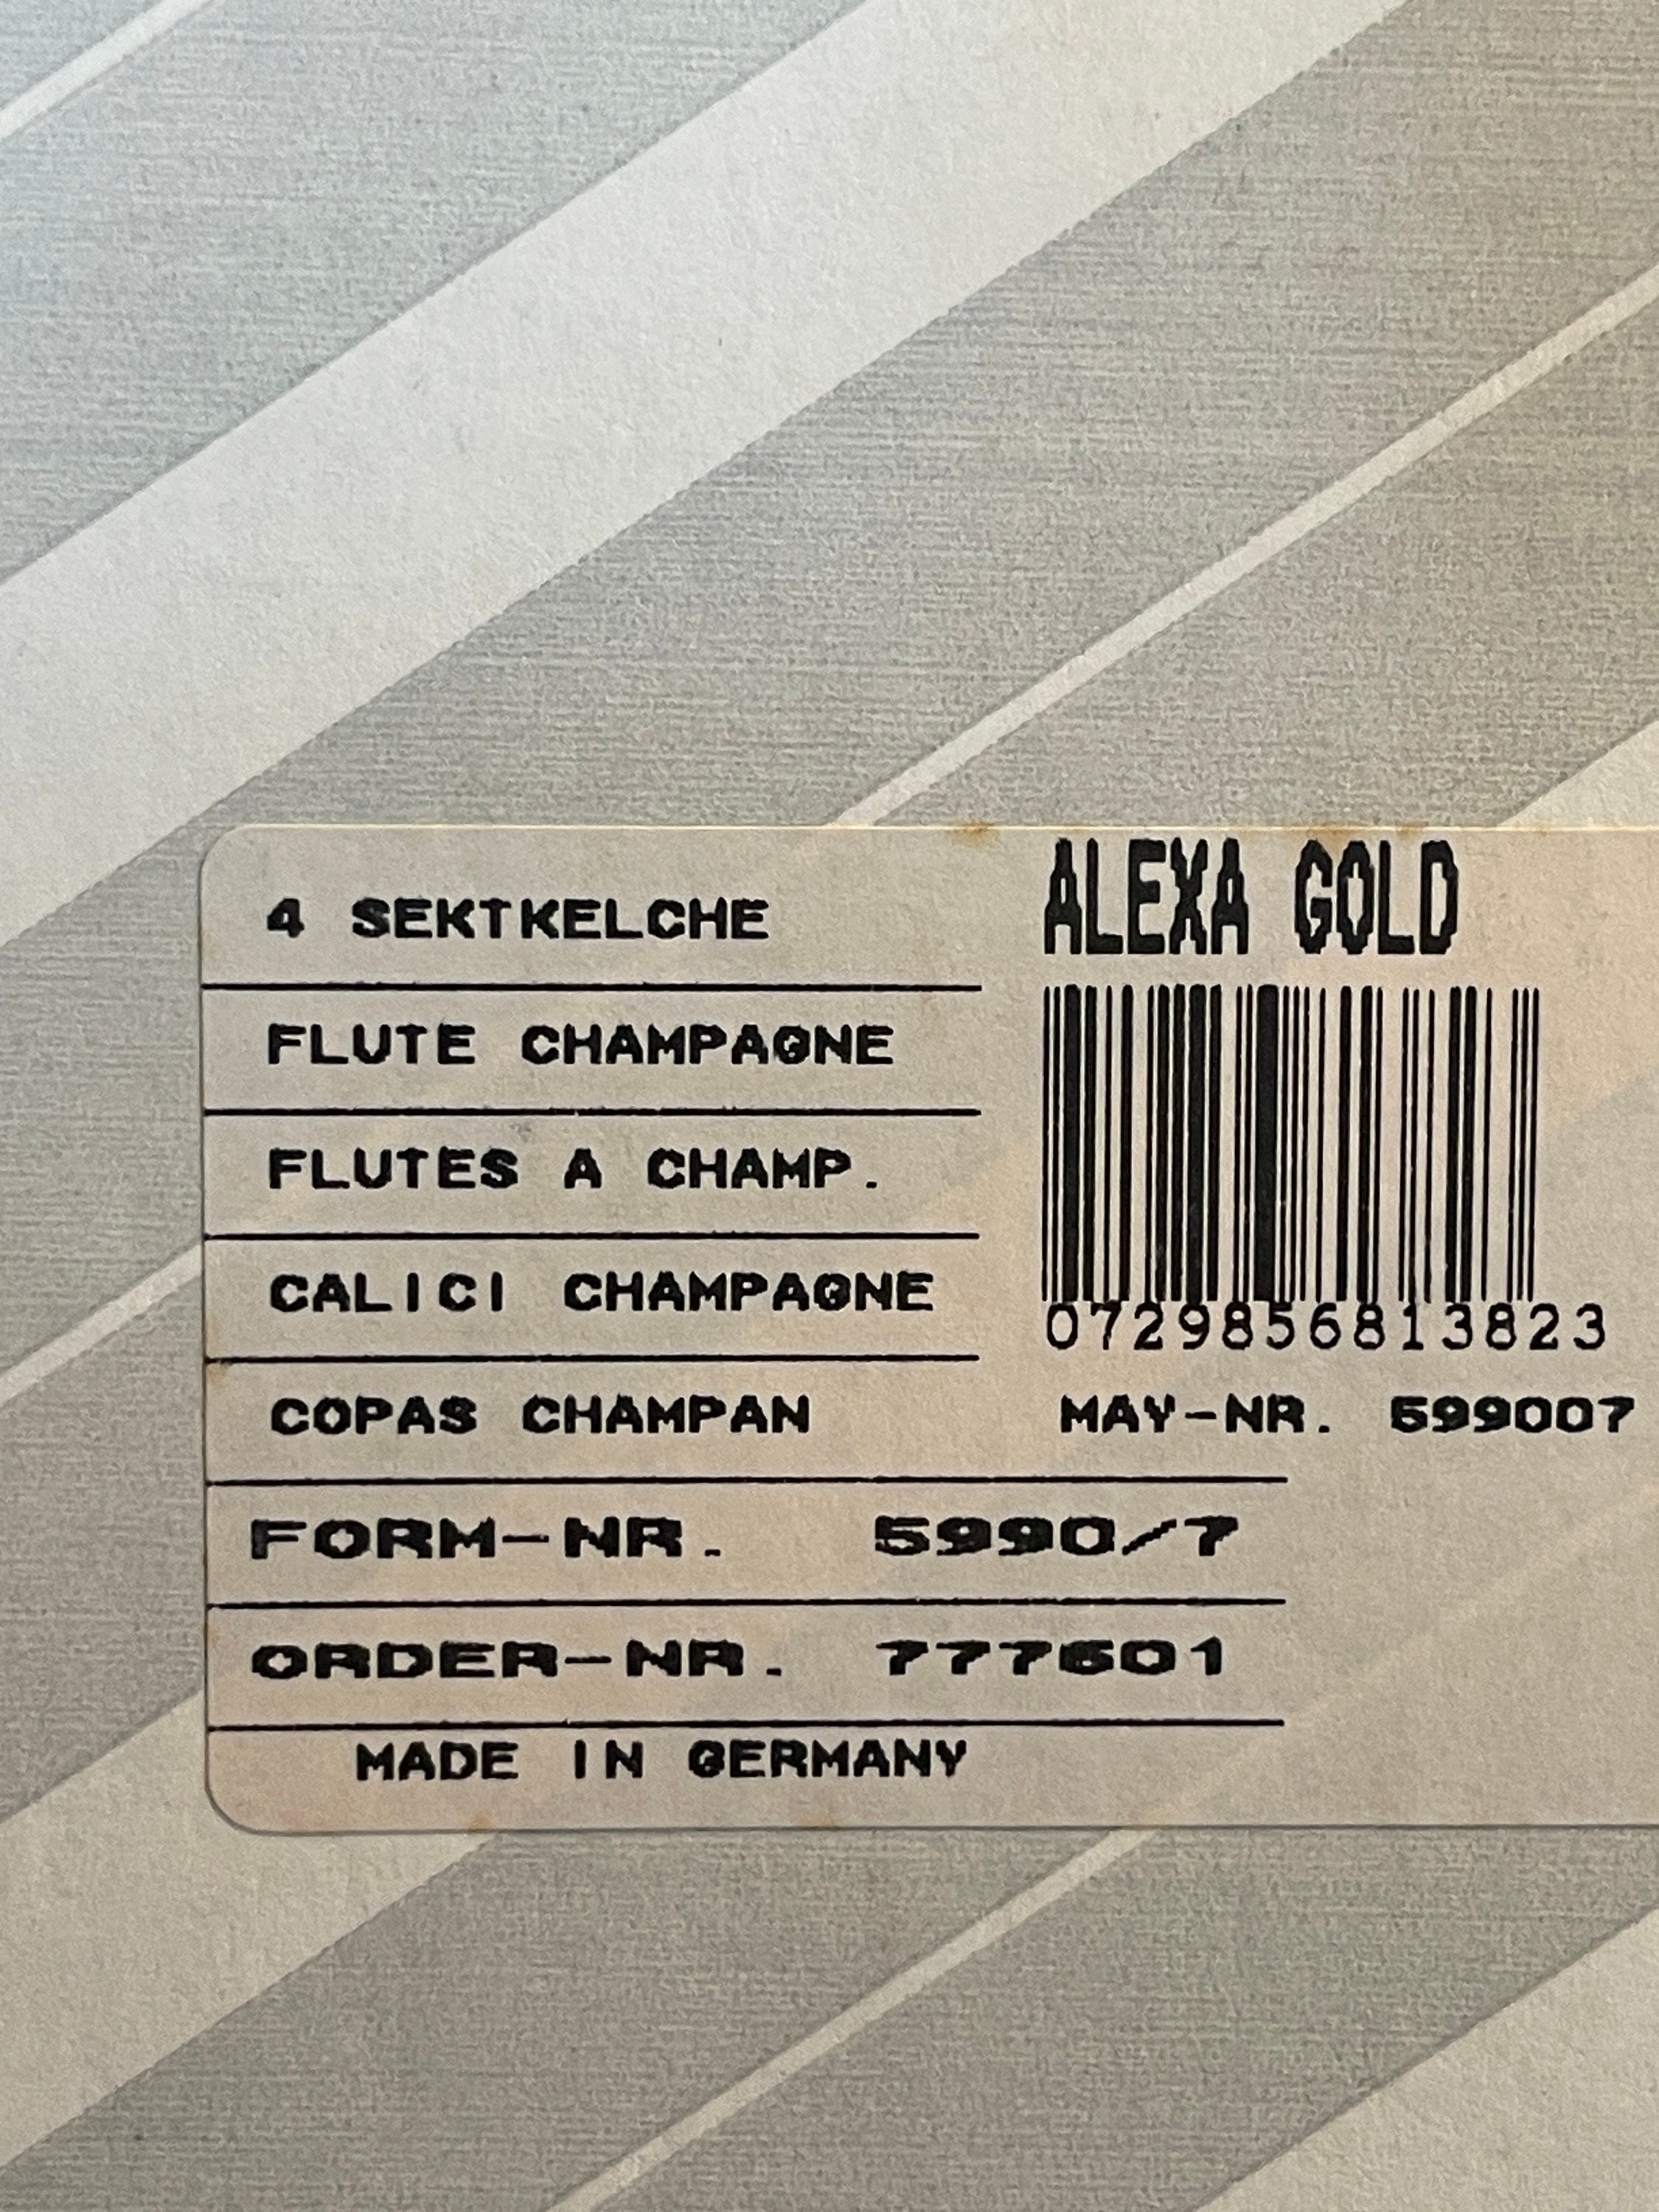 4 SEKTKELCHE
FLUTE CHAMPAGNE
FLUTES A CHAMP.
CALICI CHAMPAGNE
COPAS CHAMPAN
FORM-NR. 5990/7
ORDER-NR. 777601
MADE IN GERMANY
ALEXA GOLD
0729856813823
MAY-NR. 599007